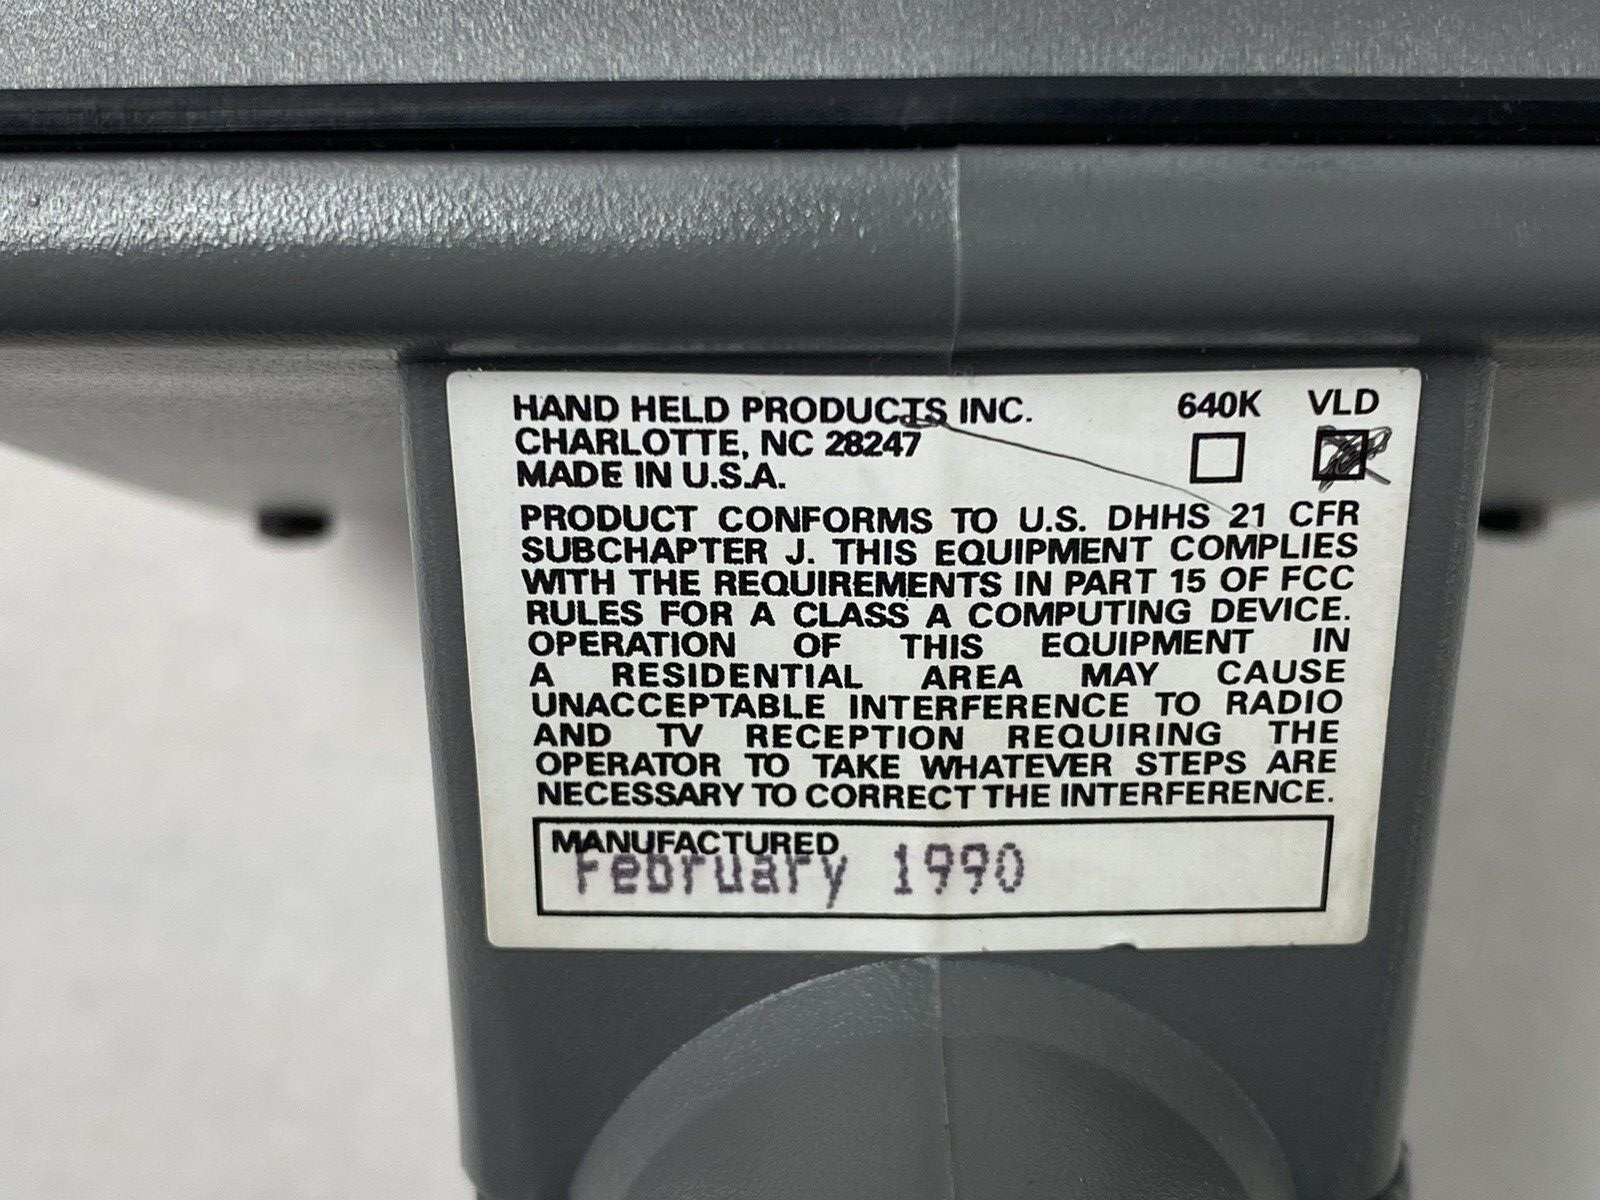 HAND HELD PRODUCTS INC.
CHARLOTTE, NC 28247
MADE IN U.S.A.
640K VLD
PRODUCT CONFORMS TO U.S. DHHS 21 CFR
SUBCHAPTER J. THIS EQUIPMENT COMPLIES
WITH THE REQUIREMENTS IN PART 15 OF FCC
RULES FOR A CLASS A COMPUTING DEVICE.
OPERATION OF THIS EQUIPMENT IN
A RESIDENTIAL AREA MAY CAUSE
UNACCEPTABLE INTERFERENCE TO RADIO
AND TV RECEPTION REQUIRING THE
OPERATOR TO TAKE WHATEVER STEPS ARE
NECESSARY TO CORRECT THE INTERFERENCE.
MANUFACTURED
February 1990